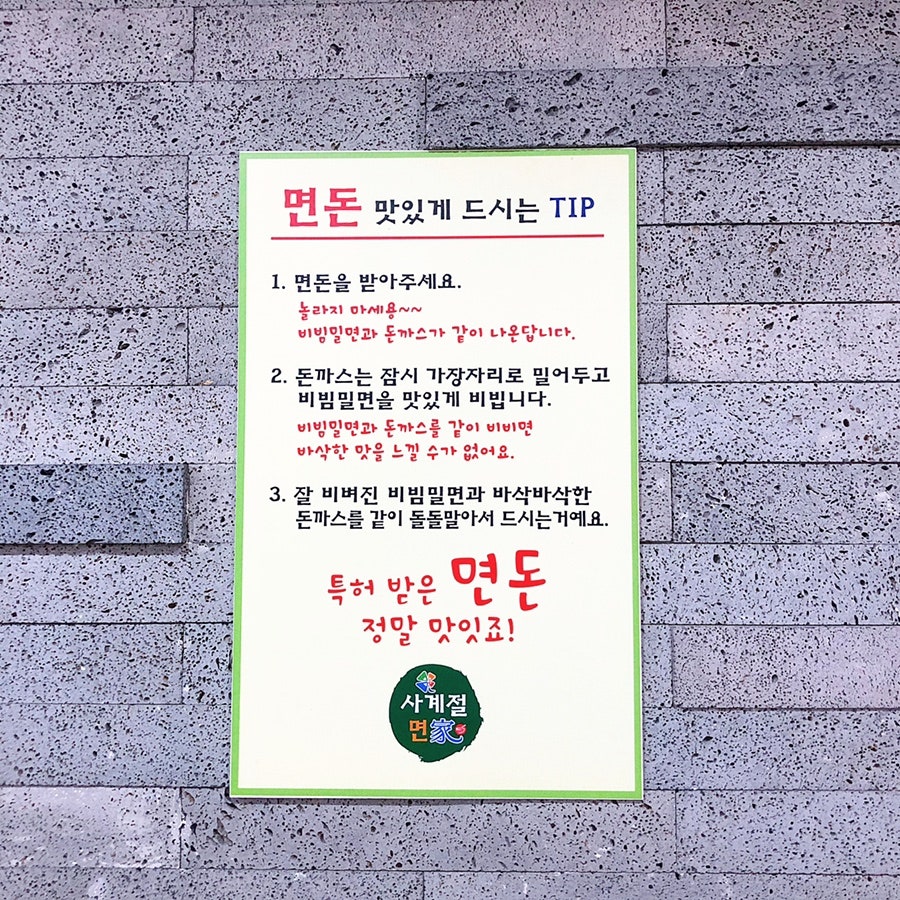 면돈 맛있게 드시는 TIP
1. 면돈을 받아주세요.
놀라지 마세용~~
비빔밀면과 돈까스가 같이 나온답니다.
2. 돈까스는 잠시 가장자리로 밀어두고
비빔밀면을 맛있게 비빕니다.
비빔밀면과 돈까스를 같이 비비면
바삭한 맛을 느낄 수가 없어요.
3. 잘 비벼진 비빔밀면과 바삭바삭한
돈까스를 같이 돌돌말아서 드시는거예요.
특허 받은 면돈
정말 맛잇죠!
사계절
면家